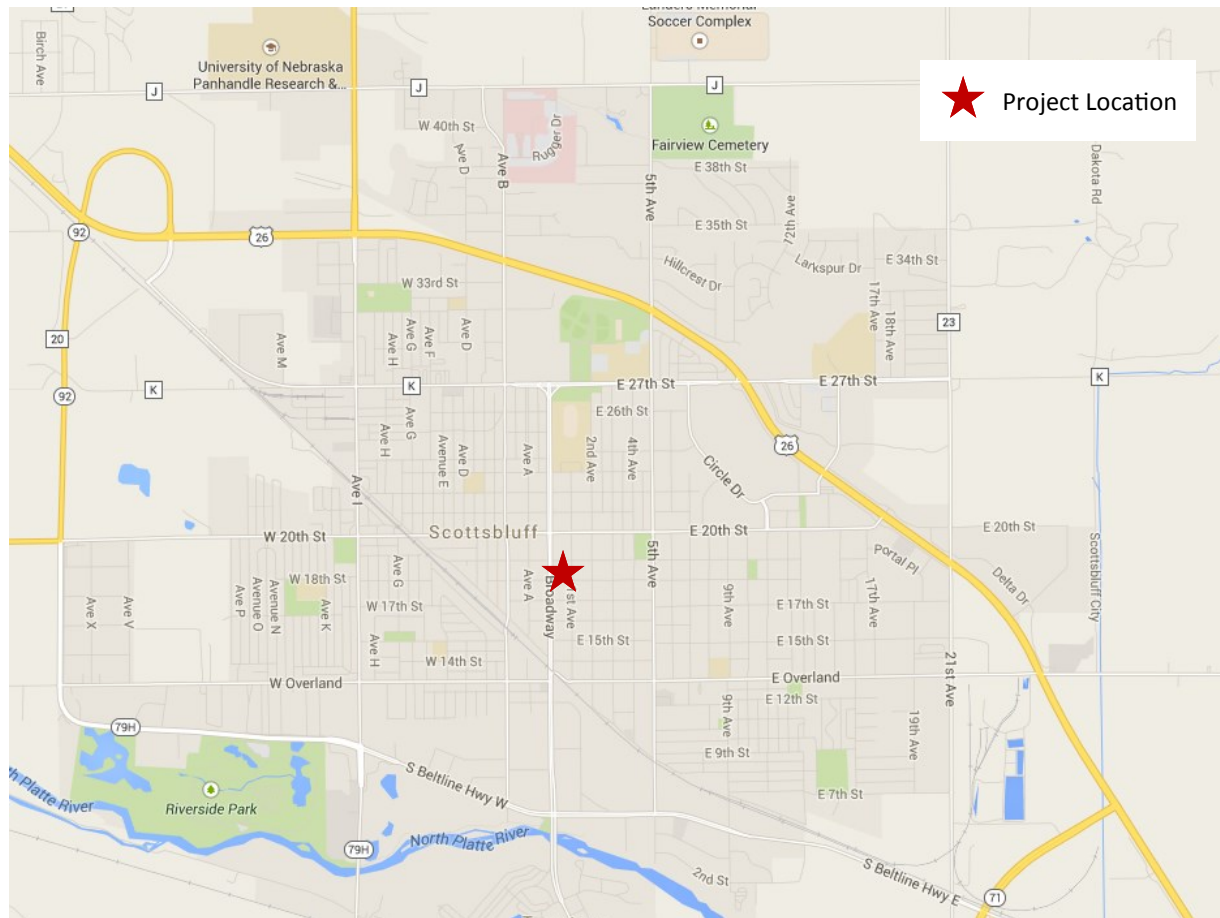 Landers Memorial
Soccer Complex
Birch Ave
University of Nebraska
Panhandle Research &...
J
J
J
Project Location
W 40th St
Ave D
Ave B
Rugger Dr
Fairview Cemetery
E 38th St
5th Ave
Dakota Rd
E 35th St
12th Ave
92
26
Hillcrest Dr
Larkspur Dr
E 34th St
W 33rd St
17th Ave
18th Ave
23
20
Ave M
Ave H
Ave G
Ave F
Ave D
92
K
K
E 27th St
E 27th St
K
E 26th St
Ave H
Ave G
Avenue E
Ave D
Ave A
2nd Ave
4th Ave
Circle Dr
26
Ave I
W 20th St
Scottsbluff
E 20th St
E 20th St
5th Ave
Portal Pl
Delta Dr
Scottsbluff City
Ave X
Ave V
Ave P
Avenue O
Avenue N
W 18th St
Ave K
Ave G
W 17th St
Ave A
Broadway
1st Ave
9th Ave
E 17th St
17th Ave
E 15th St
E 15th St
Ave H
W 14th St
W Overland
E Overland
21st Ave
E 12th St
9th Ave
19th Ave
79H
E 9th St
S Beltline Hwy W
E 7th St
Riverside Park
North Platte River
79H
2nd St
S Beltline Hwy E
71